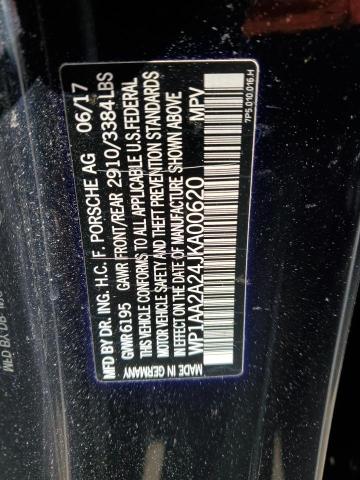 MFD BY DR. ING. H.C. F. PORSCHE AG 06/17
GVWR 6195 GAWR FRONT/REAR 2910/3384LBS
THIS VEHICLE CONFORMS TO ALL APPLICABLE U.S. FEDERAL
MOTOR VEHICLE SAFETY AND THEFT PREVENTION STANDARDS
IN EFFECT ON THE DATE OF MANUFACTURE SHOWN ABOVE
WP1AA2A24JKA00620 MPV
MADE IN GERMANY
7P5.010.016.H